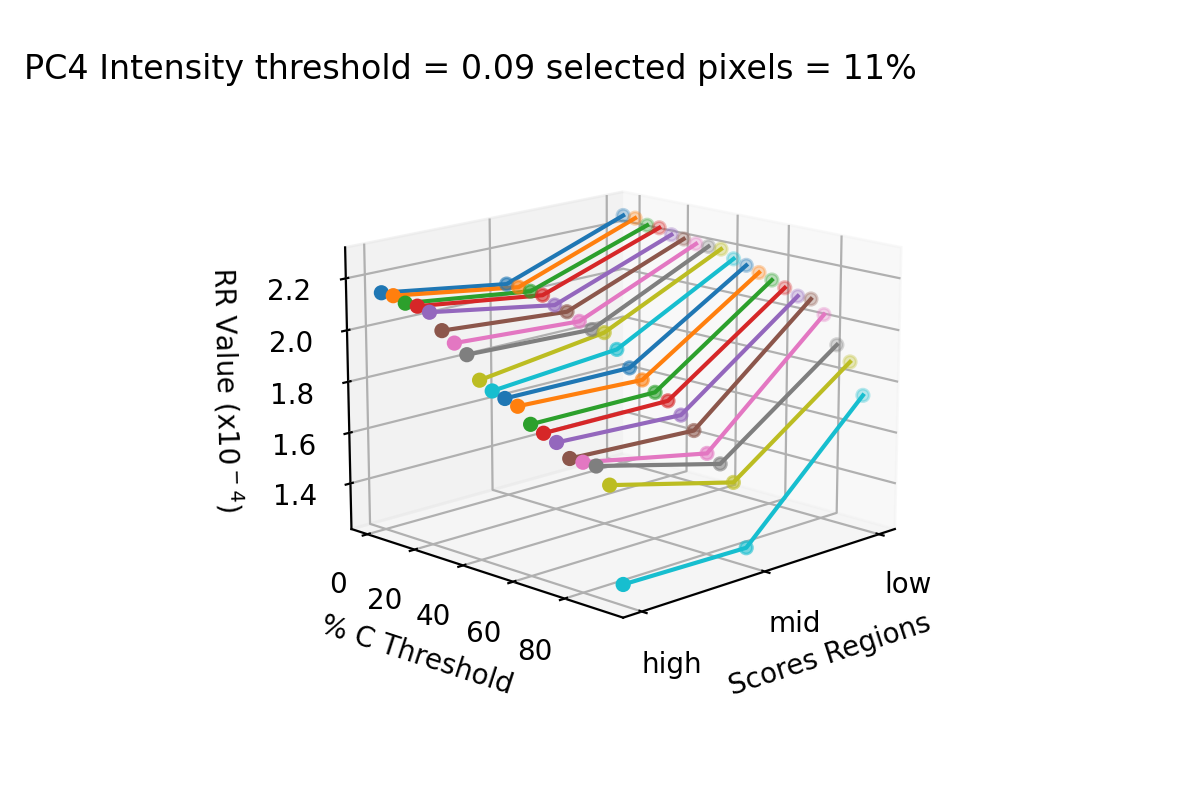 PC4 Intensity threshold = 0.09 selected pixels = 11%
2.2
2.0
1.8
1.6
1.4
RR Value (x10⁻⁴)
0
20
40
60
80
% C Threshold
high
mid
low
Scores Regions